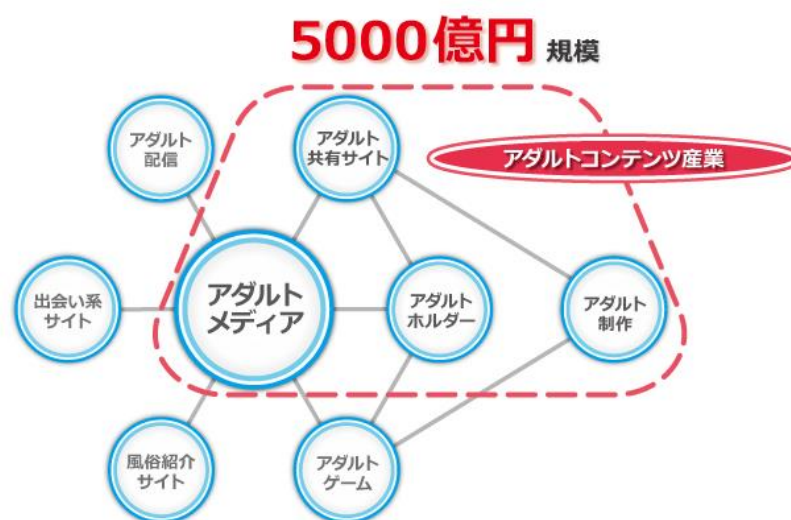 5000億円 規模
アダルト
配信
アダルト
共有サイト
アダルトコンテンツ産業
出会い系
サイト
アダルト
メディア
アダルト
ホルダー
アダルト
制作
風俗紹介
サイト
アダルト
ゲーム